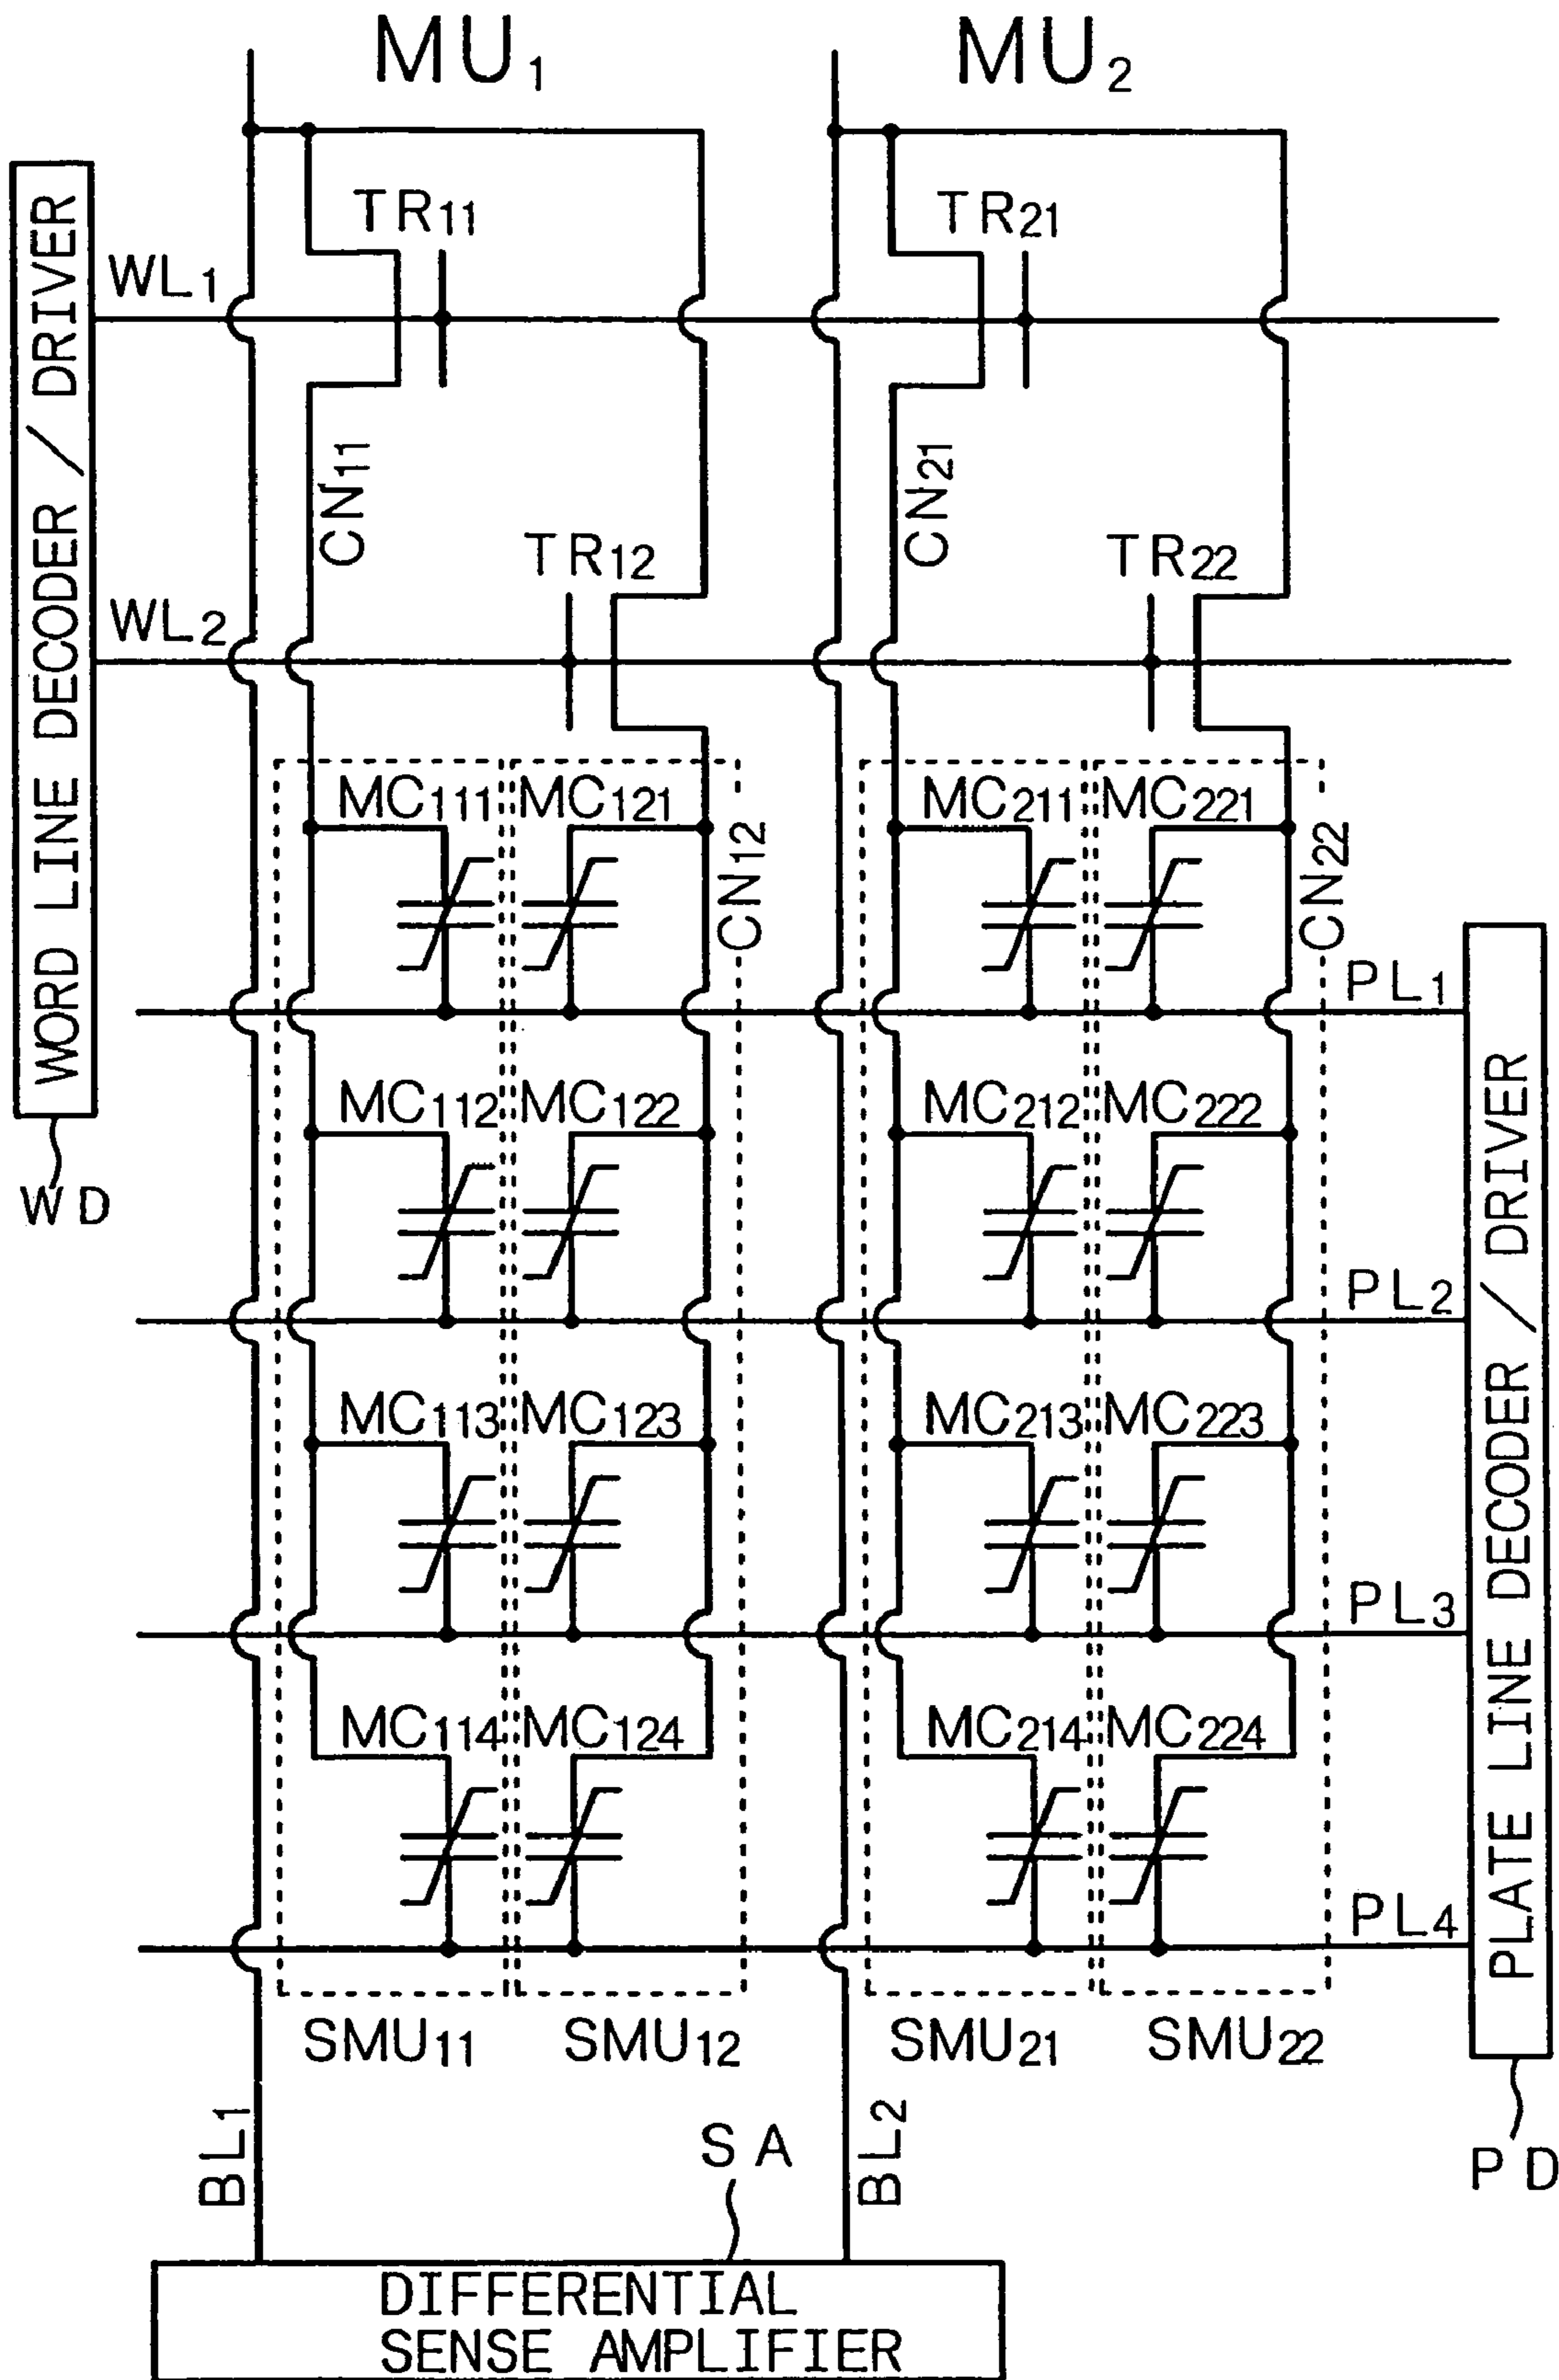 MU1 MU2
WORD LINE DECODER / DRIVER
TR11 TR21
WL1
CN11 CN21
TR12 TR22
WL2
MC111 MC121 MC211 MC221
CN12 CN22
PL1
MC112 MC122 MC212 MC222
WD
PL2
PLATE LINE DECODER / DRIVER
MC113 MC123 MC213 MC223
PL3
MC114 MC124 MC214 MC224
PL4
SMU11 SMU12 SMU21 SMU22
BL1 SA BL2
PD
DIFFERENTIAL
SENSE AMPLIFIER